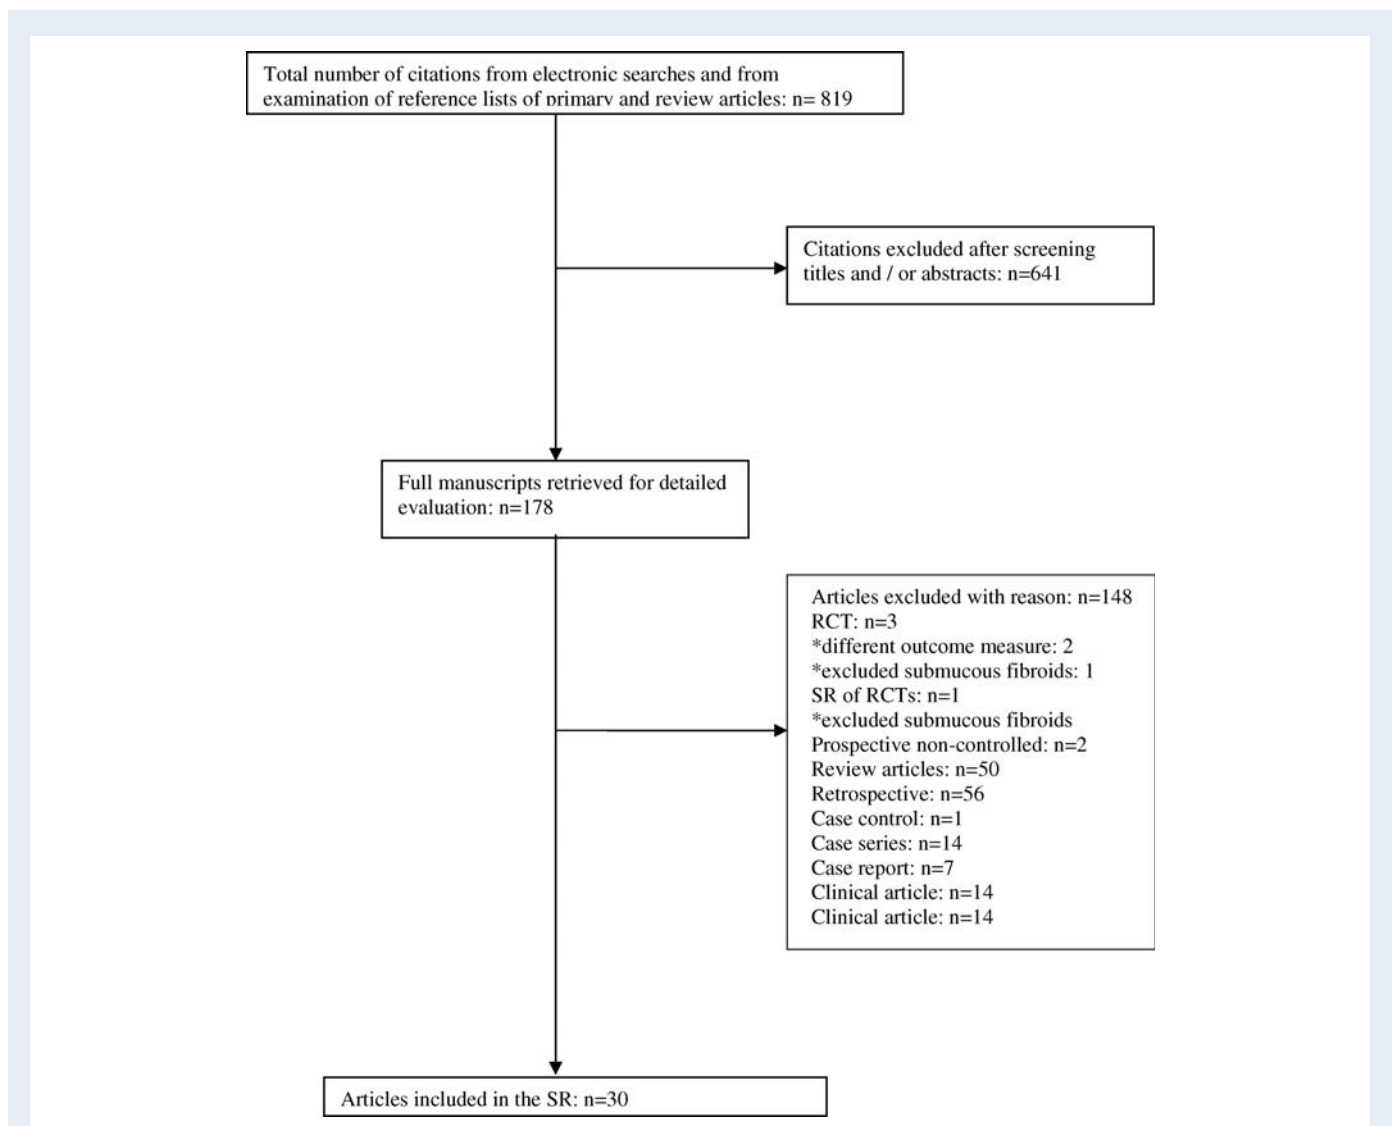 Total number of citations from electronic searches and from
examination of reference lists of primary and review articles: n= 819
Citations excluded after screening
titles and / or abstracts: n=641
Full manuscripts retrieved for detailed
evaluation: n=178
Articles excluded with reason: n=148
RCT: n=3
*different outcome measure: 2
*excluded submucous fibroids: 1
SR of RCTs: n=1
*excluded submucous fibroids
Prospective non-controlled: n=2
Review articles: n=50
Retrospective: n=56
Case control: n=1
Case series: n=14
Case report: n=7
Clinical article: n=14
Clinical article: n=14
Articles included in the SR: n=30